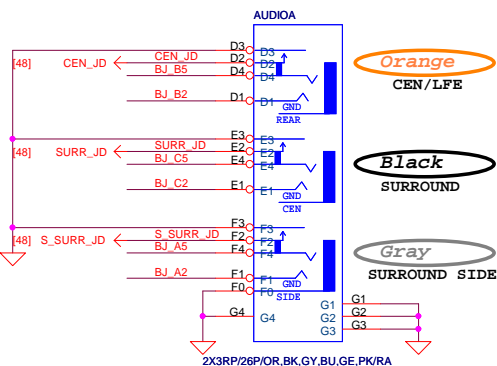 AUDIOA
D3 D3
[48] CEN_JD CEN_JD D2 D2
BJ_B5 D4 D4
BJ_B2 D1 D1
GND
REAR
Orange
CEN/LFE
E3 E3
[48] SURR_JD SURR_JD E2 E2
BJ_C5 E4 E4
BJ_C2 E1 E1
GND
CEN
Black
SURROUND
F3 F3
[48] S_SURR_JD S_SURR_JD F2 F2
BJ_A5 F4 F4
BJ_A2 F1 F1
GND
F0 F0
SIDE
Gray
SURROUND SIDE
G4 G4
G1 G1
G2 G2
G3 G3
2X3RP/26P/OR,BK,GY,BU,GE,PK/RA